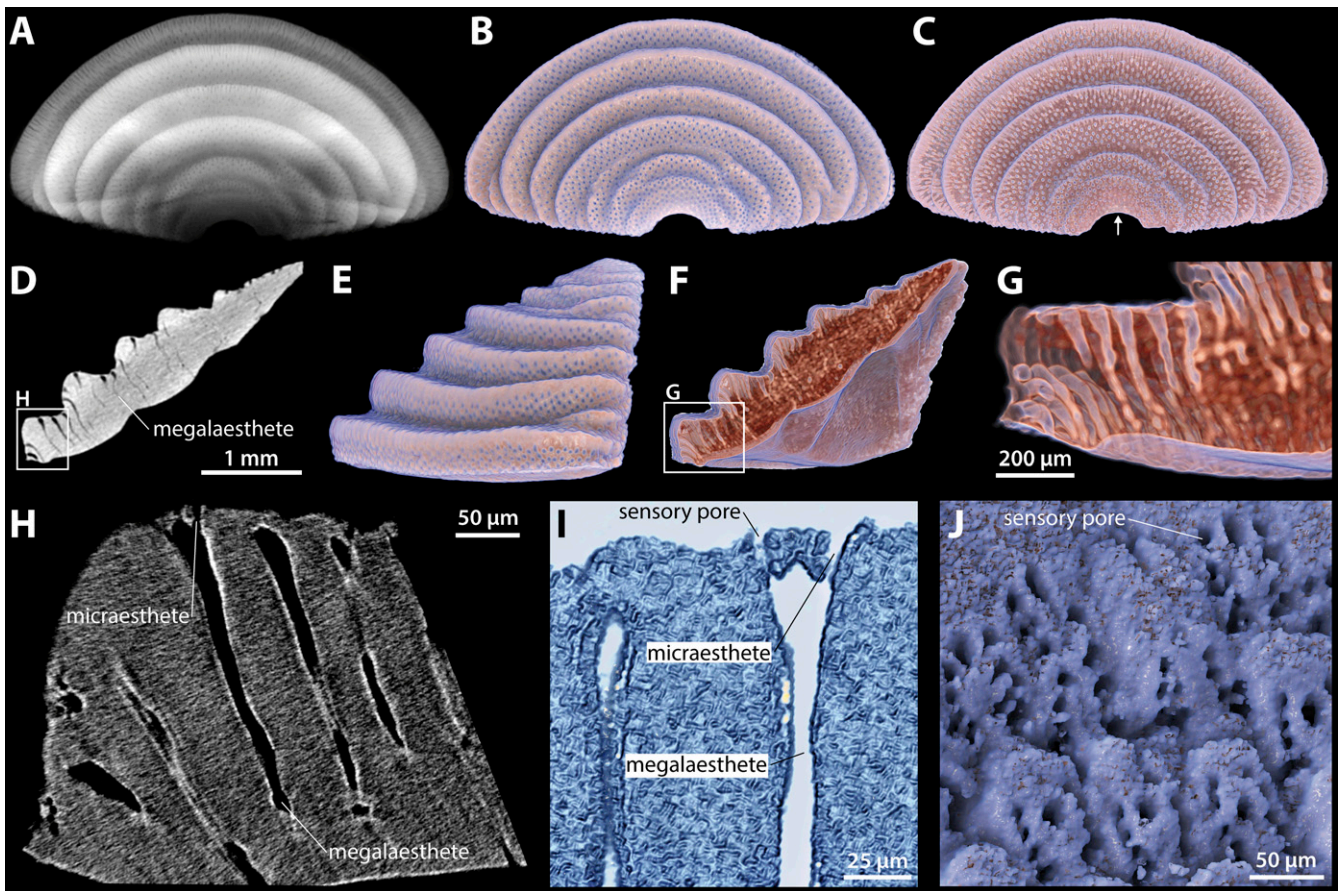 A
B
C
D
E
F
G
H
G
megalaesthete
1 mm
200 µm
H
50 µm
I
sensory pore
J
sensory pore
micraesthete
micraesthete
megalaesthete
megalaesthete
25 µm
50 µm